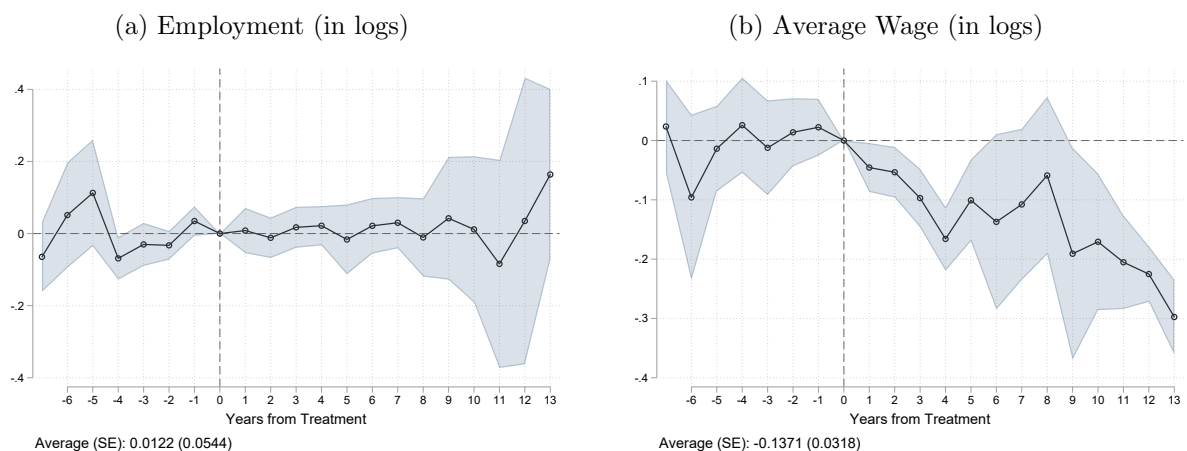 (a) Employment (in logs)
.4
.2
0
-.2
-.4
-6 -5 -4 -3 -2 -1 0 1 2 3 4 5 6 7 8 9 10 11 12 13
Years from Treatment
Average (SE): 0.0122 (0.0544)
(b) Average Wage (in logs)
.1
0
-.1
-.2
-.3
-.4
-6 -5 -4 -3 -2 -1 0 1 2 3 4 5 6 7 8 9 10 11 12 13
Years from Treatment
Average (SE): -0.1371 (0.0318)